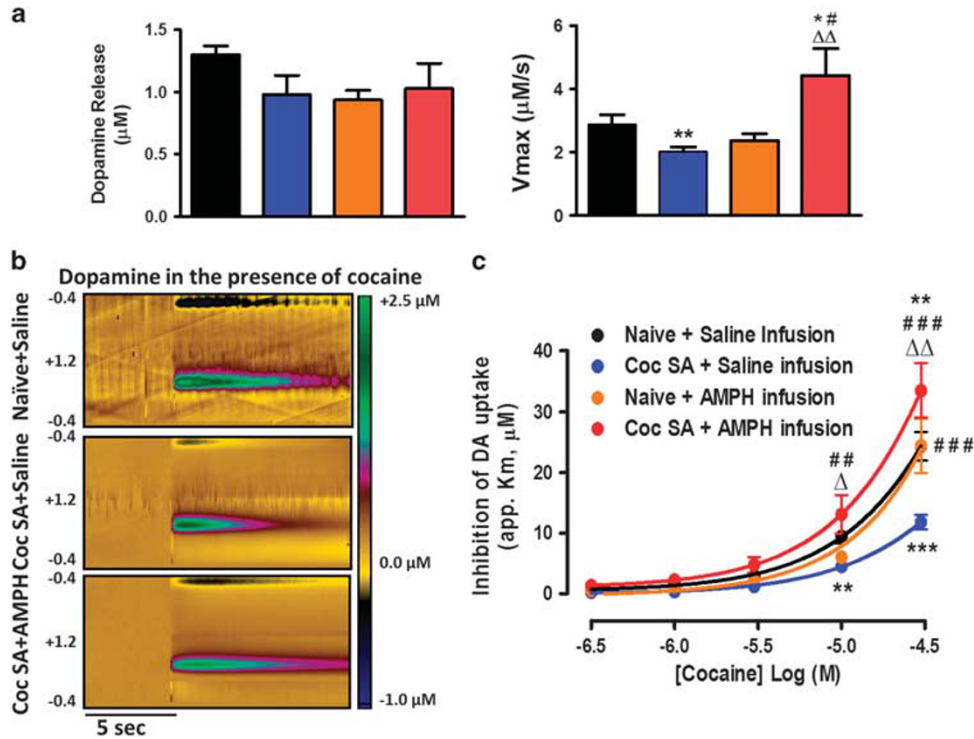 a
Dopamine Release
(μM)
1.5
1.0
0.5
0.0
Vmax (μM/s)
6
4
2
0
**
* #
ΔΔ
b
Dopamine in the presence of cocaine
Naïve+Saline
Coc SA+Saline
Coc SA+AMPH
-0.4
+1.2
-0.4
-0.4
+1.2
-0.4
-0.4
+1.2
-0.4
+2.5 μM
0.0 μM
-1.0 μM
5 sec
c
Naive + Saline Infusion
Coc SA + Saline infusion
Naive + AMPH infusion
Coc SA + AMPH infusion
Inhibition of DA uptake
(app. Km, μM)
40
30
20
10
0
**
###
ΔΔ
##
Δ
###
***
**
-6.5 -6.0 -5.5 -5.0 -4.5
[Cocaine] Log (M)